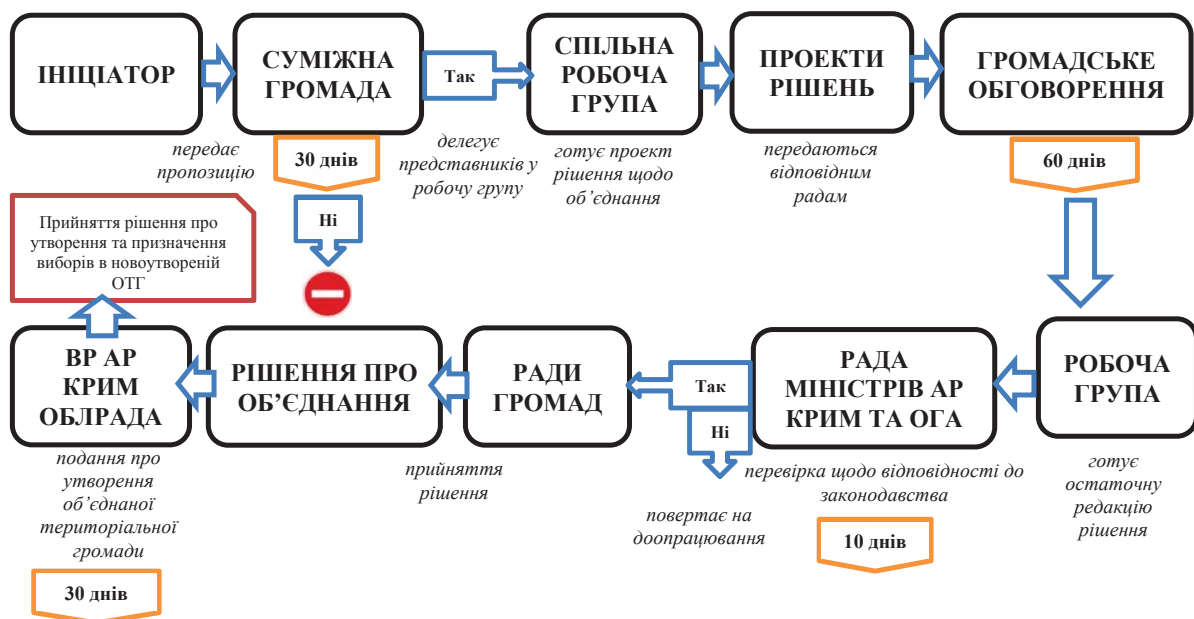 ІНІЦІАТОР
СУМІЖНА
ГРОМАДА
Так
СПІЛЬНА
РОБОЧА
ГРУПА
ПРОЕКТИ
РІШЕНЬ
ГРОМАДСЬКЕ
ОБГОВОРЕННЯ
передає
пропозицію
30 днів
делегує
представників у
робочу групу
готує проект
рішення щодо
об’єднання
передаються
відповідним
радам
60 днів
Ні
Прийняття рішення про
утворення та призначення
виборів в новоутвореній
ОТГ
ВР АР
КРИМ
ОБЛРАДА
РІШЕННЯ ПРО
ОБ’ЄДНАННЯ
РАДИ
ГРОМАД
Так
Ні
РАДА
МІНІСТРІВ АР
КРИМ ТА ОГА
РОБОЧА
ГРУПА
подання про
утворення
об’єднаної
територіальної
громади
30 днів
прийняття
рішення
повертає на
доопрацювання
перевірка щодо відповідності до
законодавства
10 днів
готує
остаточну
редакцію
рішення